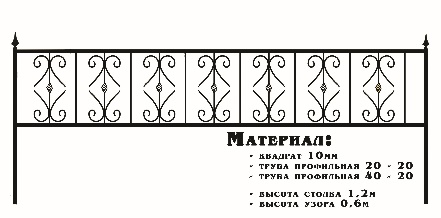 Материал:
- квадрат 10мм
- труба профильная 20 - 20
- труба профильная 40 - 20
- высота столба 1,2м
- высота узора 0,6м